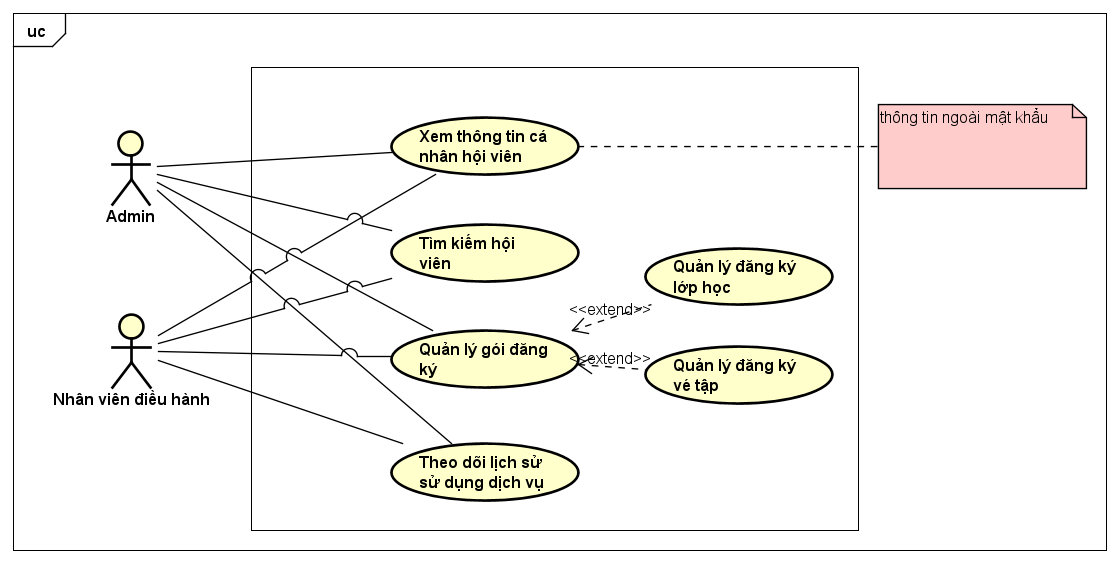 uc
thông tin ngoài mật khẩu
Xem thông tin cá
nhân hội viên
Admin
Tìm kiếm hội
viên
Quản lý đăng ký
lớp học
<<extend>>
Quản lý gói đăng
ký
<<extend>>
Quản lý đăng ký
vé tập
Nhân viên điều hành
Theo dõi lịch sử
sử dụng dịch vụ